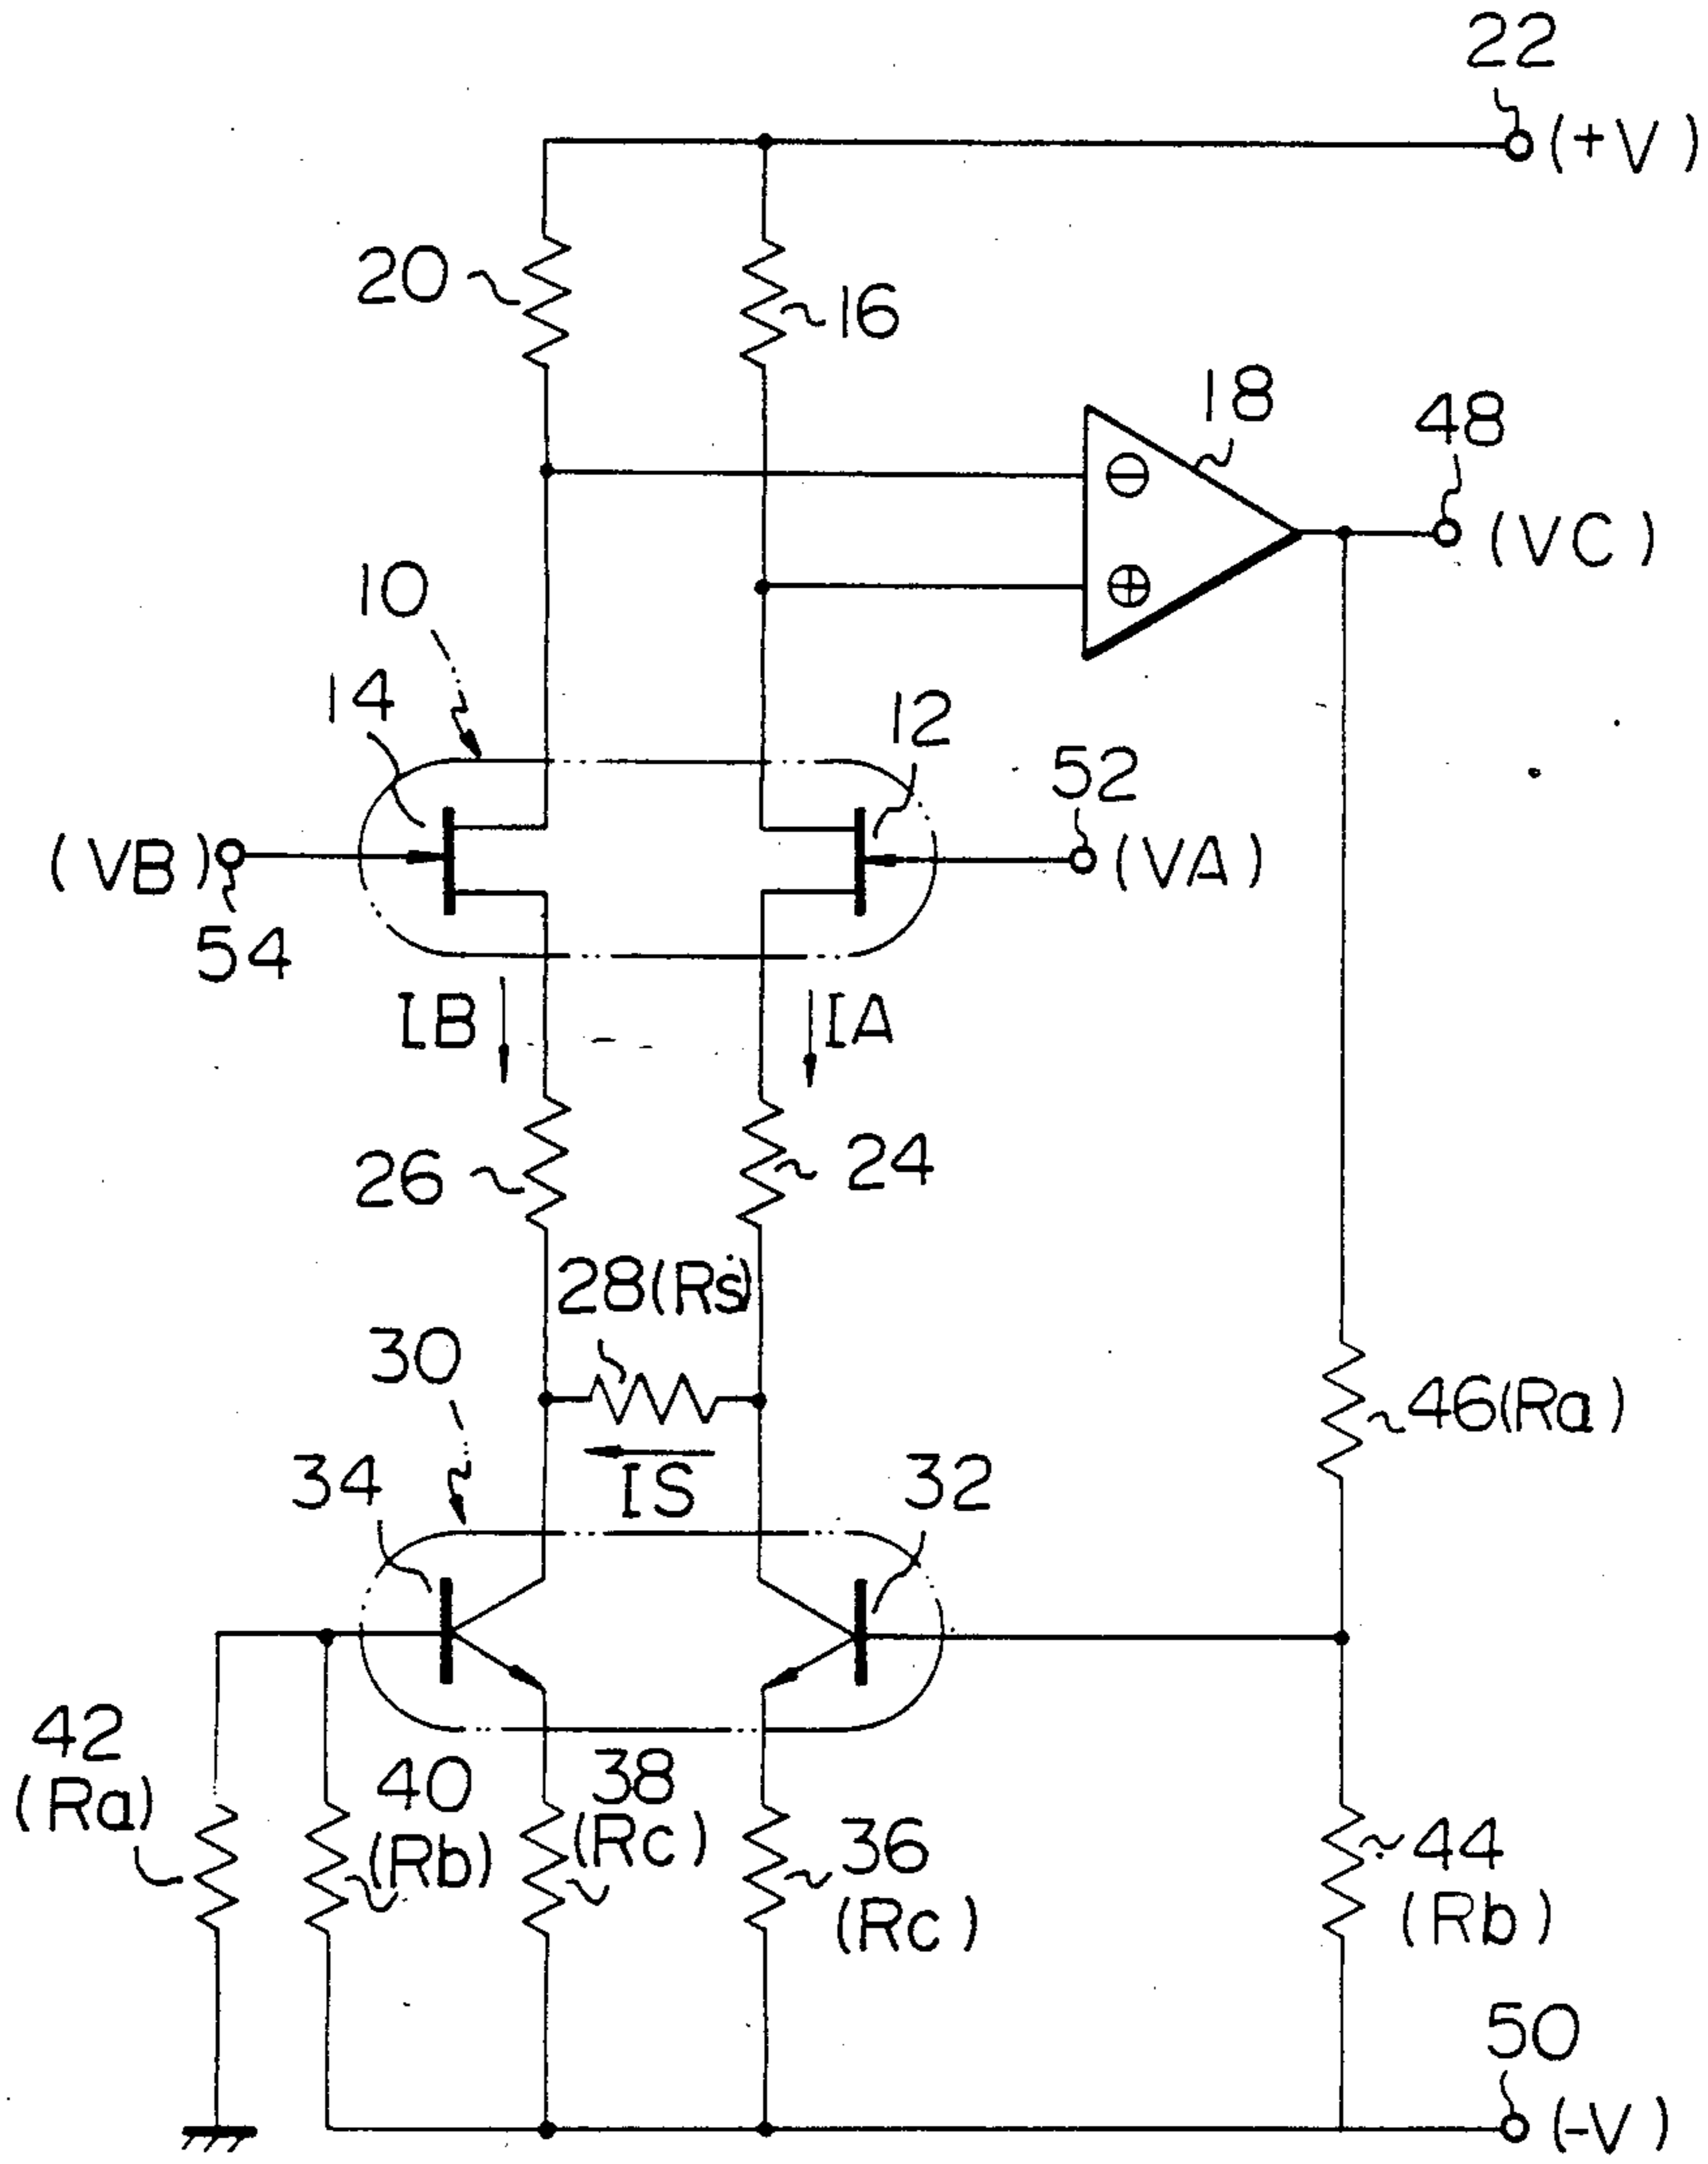 22
(+V)
20
16
18
48
(VC)
10
14
12
52
(VB)
(VA)
54
IB
IA
26
24
28(Rs)
30
46(Ra)
34
IS
32
42
(Ra)
40
(Rb)
38
(Rc)
36
(Rc)
44
(Rb)
50
(-V)